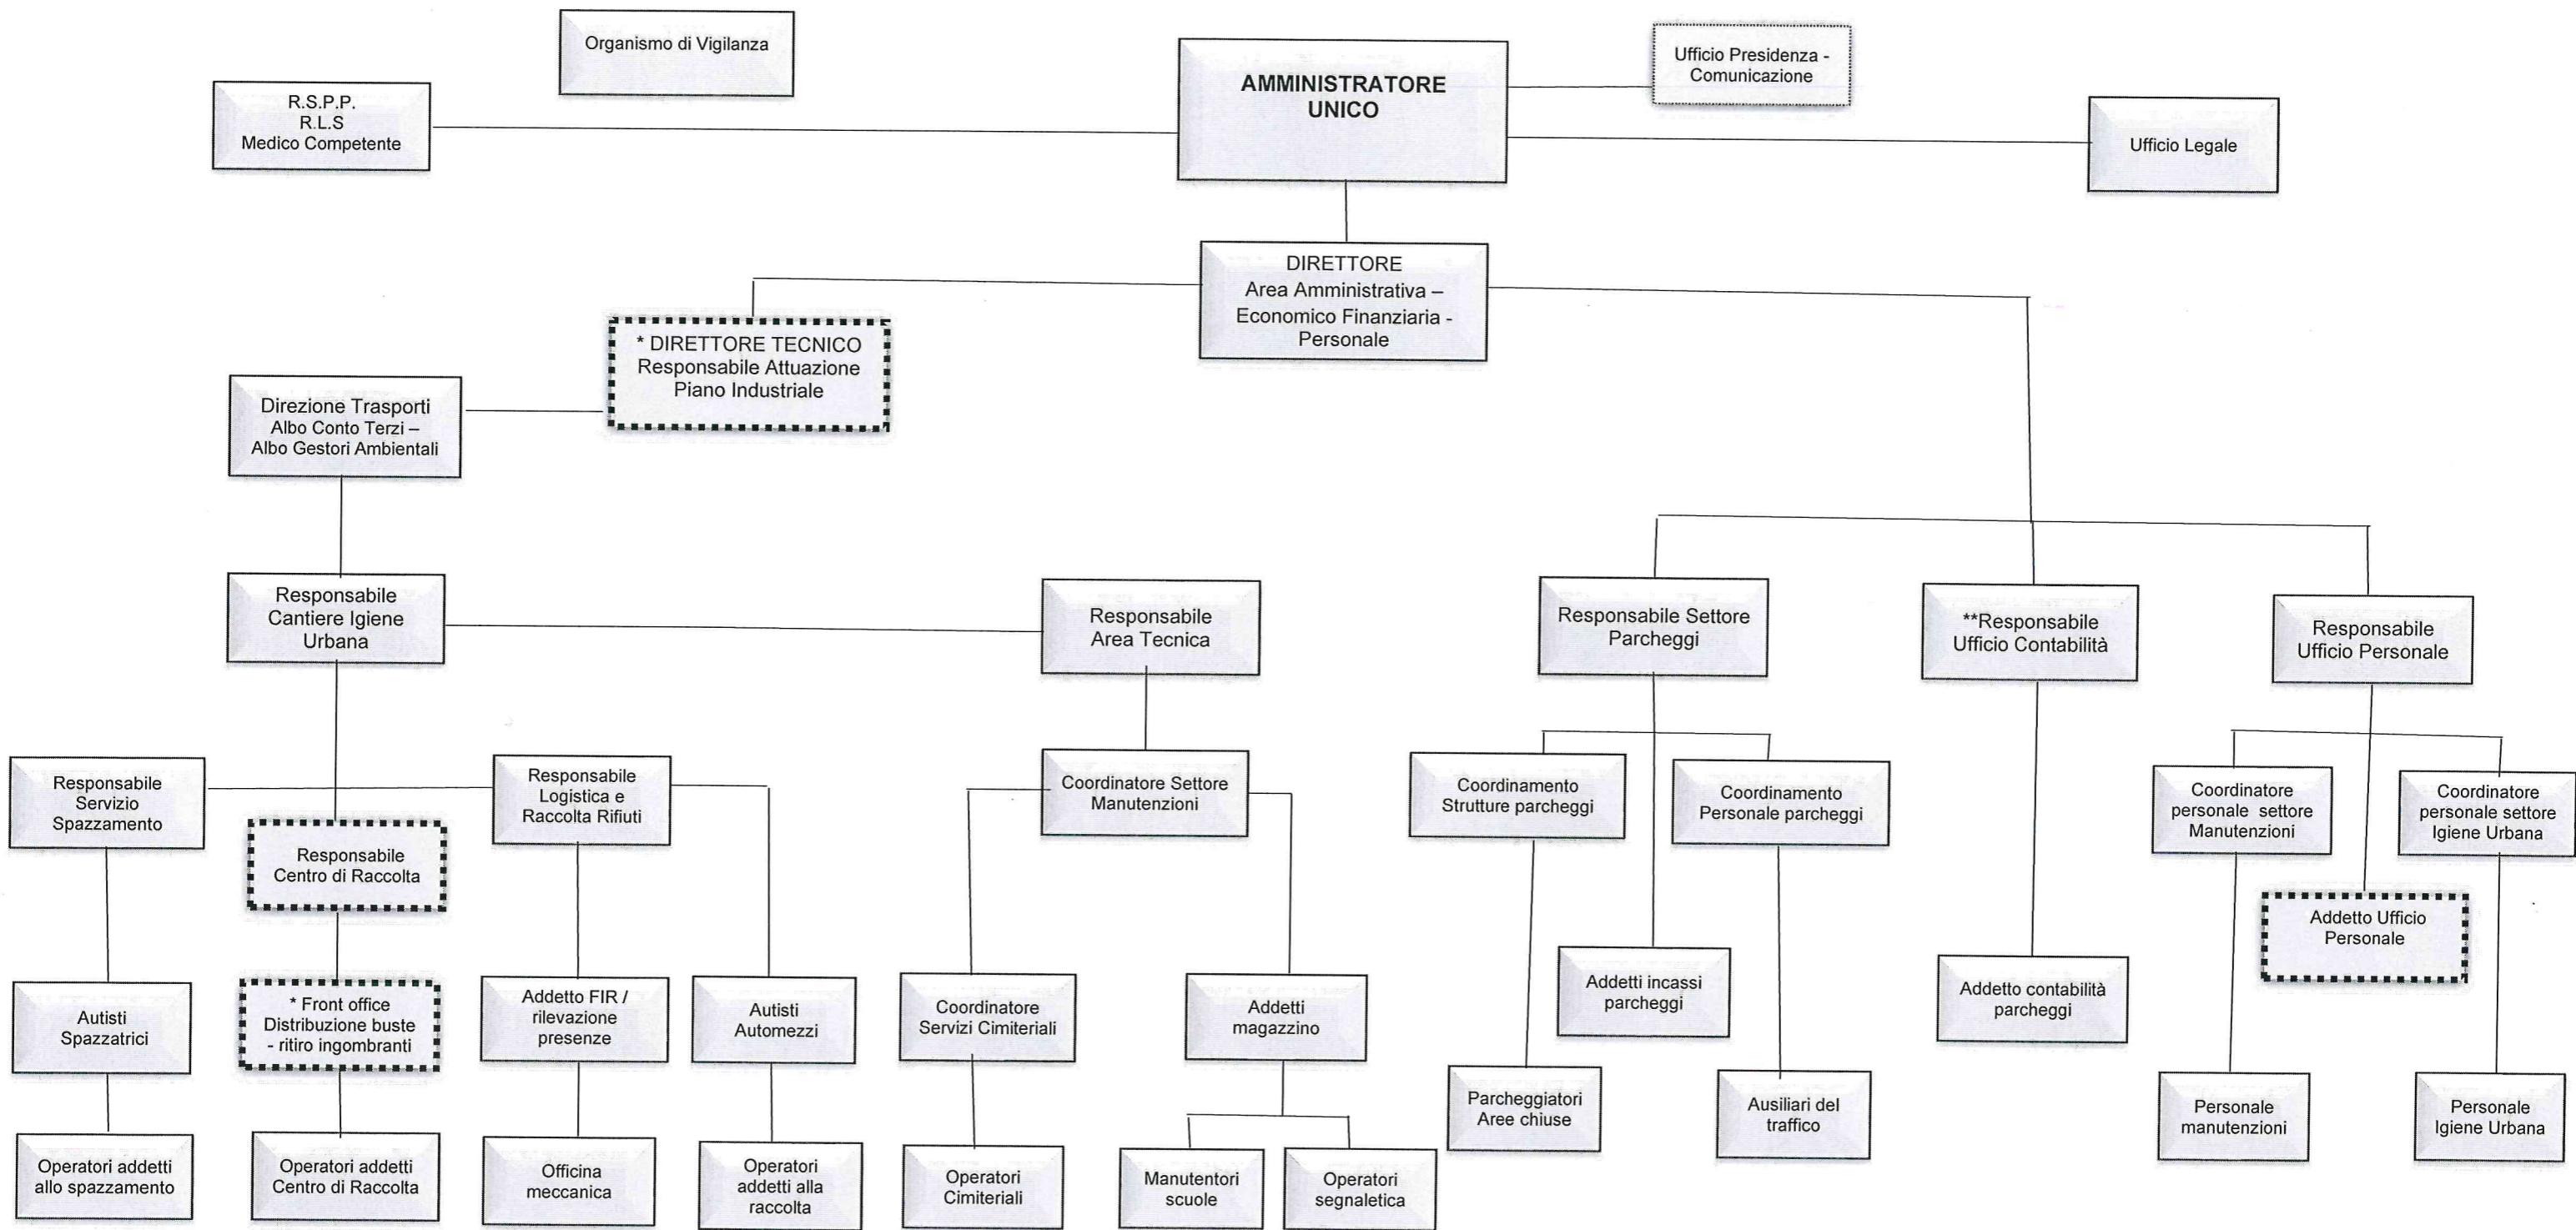 Organismo di Vigilanza
Ufficio Presidenza -
Comunicazione
AMMINISTRATORE
UNICO
R.S.P.P.
R.L.S
Medico Competente
Ufficio Legale
DIRETTORE
Area Amministrativa –
Economico Finanziaria -
Personale
* DIRETTORE TECNICO
Responsabile Attuazione
Piano Industriale
Direzione Trasporti
Albo Conto Terzi –
Albo Gestori Ambientali
Responsabile
Cantiere Igiene
Urbana
Responsabile
Area Tecnica
Responsabile Settore
Parcheggi
**Responsabile
Ufficio Contabilità
Responsabile
Ufficio Personale
Responsabile
Servizio
Spazzamento
Responsabile
Centro di Raccolta
Responsabile
Logistica e
Raccolta Rifiuti
Coordinatore Settore
Manutenzioni
Coordinamento
Strutture parcheggi
Coordinamento
Personale parcheggi
Coordinatore
personale settore
Manutenzioni
Coordinatore
personale settore
Igiene Urbana
Addetto Ufficio
Personale
Autisti
Spazzatrici
* Front office
Distribuzione buste
- ritiro ingombranti
Addetto FIR /
rilevazione
presenze
Autisti
Automezzi
Coordinatore
Servizi Cimiteriali
Addetti
magazzino
Addetti incassi
parcheggi
Addetto contabilità
parcheggi
Parcheggiatori
Aree chiuse
Ausiliari del
traffico
Personale
manutenzioni
Personale
Igiene Urbana
Operatori addetti
allo spazzamento
Operatori addetti
Centro di Raccolta
Officina
meccanica
Operatori
addetti alla
raccolta
Operatori
Cimiteriali
Manutentori
scuole
Operatori
segnaletica